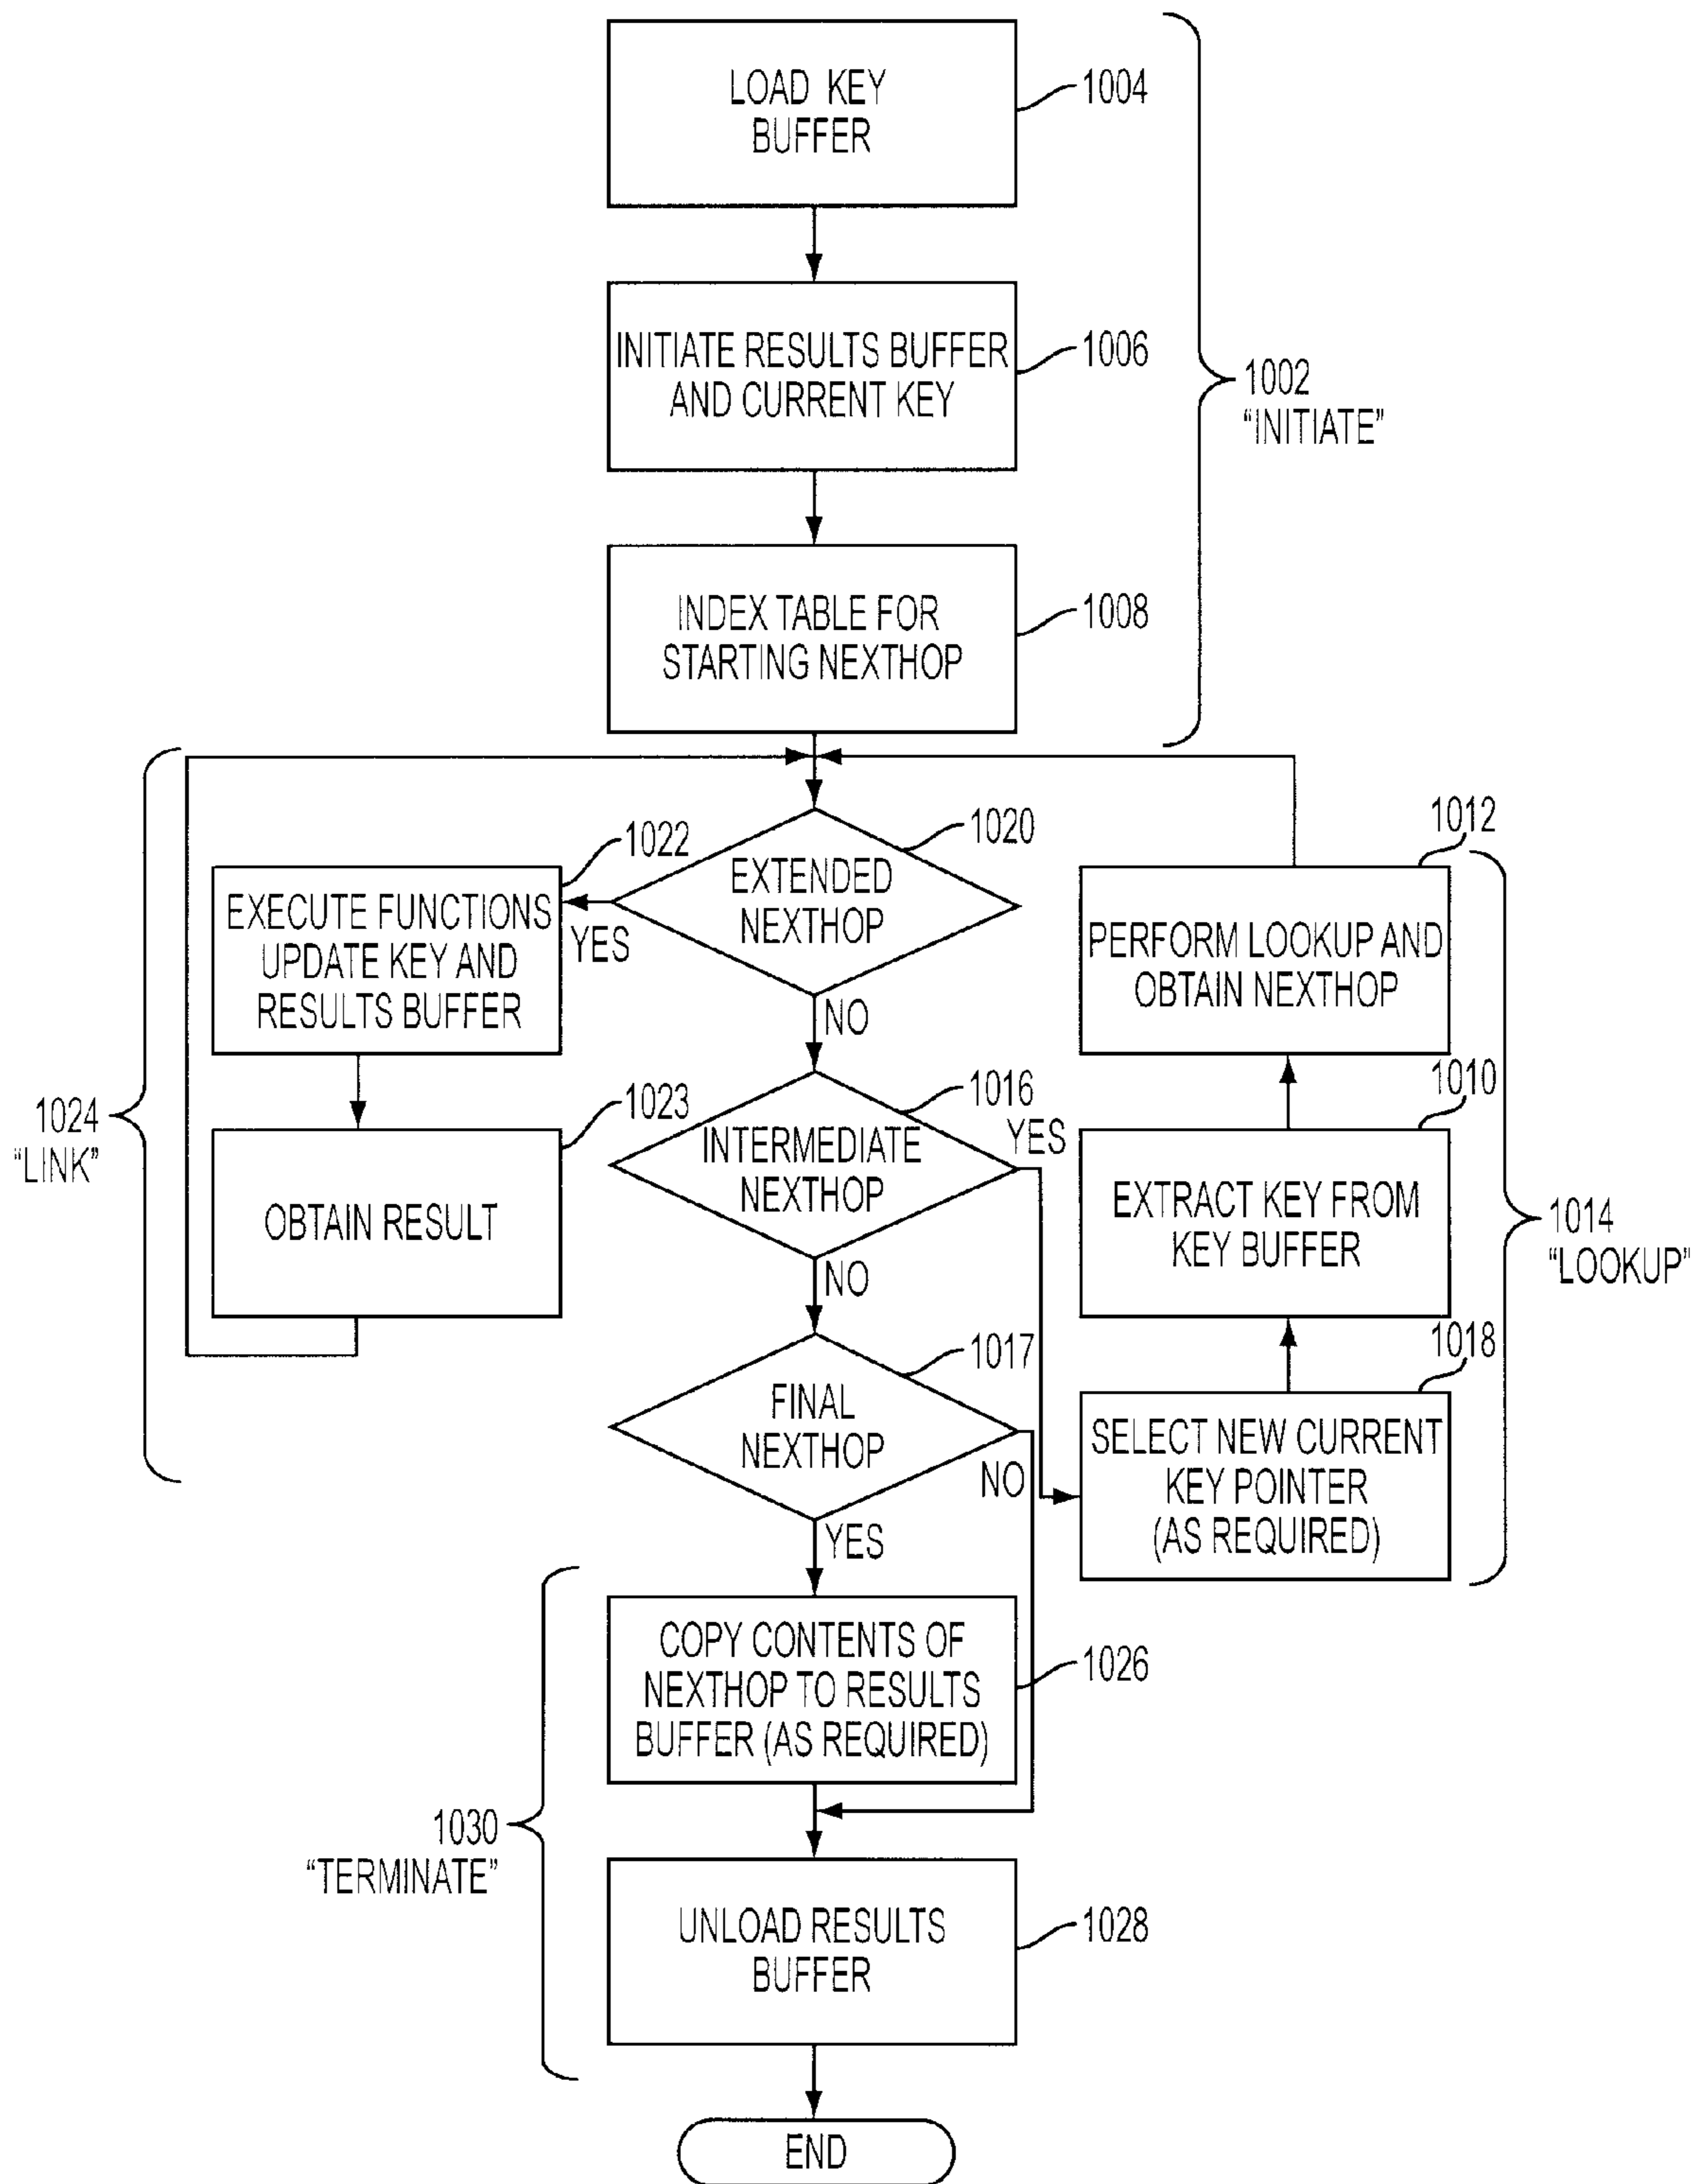 LOAD KEY
BUFFER
1004
INITIATE RESULTS BUFFER
AND CURRENT KEY
1006
1002
"INITIATE"
INDEX TABLE FOR
STARTING NEXTHOP
1008
1022
EXECUTE FUNCTIONS
UPDATE KEY AND
RESULTS BUFFER
YES
EXTENDED
NEXTHOP
1020
NO
1012
PERFORM LOOKUP AND
OBTAIN NEXTHOP
1024
"LINK"
1023
OBTAIN RESULT
INTERMEDIATE
NEXTHOP
1016
YES
NO
1010
EXTRACT KEY FROM
KEY BUFFER
1014
"LOOKUP"
FINAL
NEXTHOP
1017
NO
YES
1018
SELECT NEW CURRENT
KEY POINTER
(AS REQUIRED)
COPY CONTENTS OF
NEXTHOP TO RESULTS
BUFFER (AS REQUIRED)
1026
1030
"TERMINATE"
UNLOAD RESULTS
BUFFER
1028
END